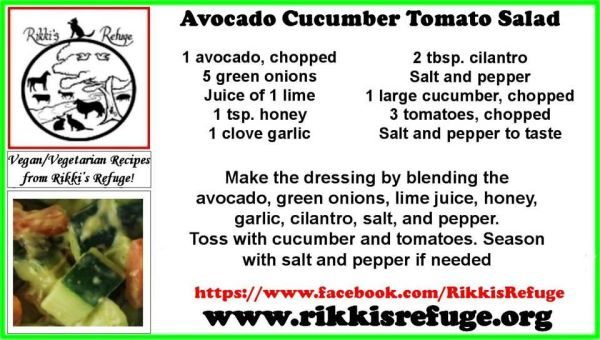 Avocado Cucumber Tomato Salad
Rikki's Refuge
Vegan/Vegetarian Recipes
from Rikki's Refuge!
1 avocado, chopped
5 green onions
Juice of 1 lime
1 tsp. honey
1 clove garlic
2 tbsp. cilantro
Salt and pepper
1 large cucumber, chopped
3 tomatoes, chopped
Salt and pepper to taste
Make the dressing by blending the
avocado, green onions, lime juice, honey,
garlic, cilantro, salt, and pepper.
Toss with cucumber and tomatoes. Season
with salt and pepper if needed
https://www.facebook.com/RikkisRefuge
www.rikkisrefuge.org